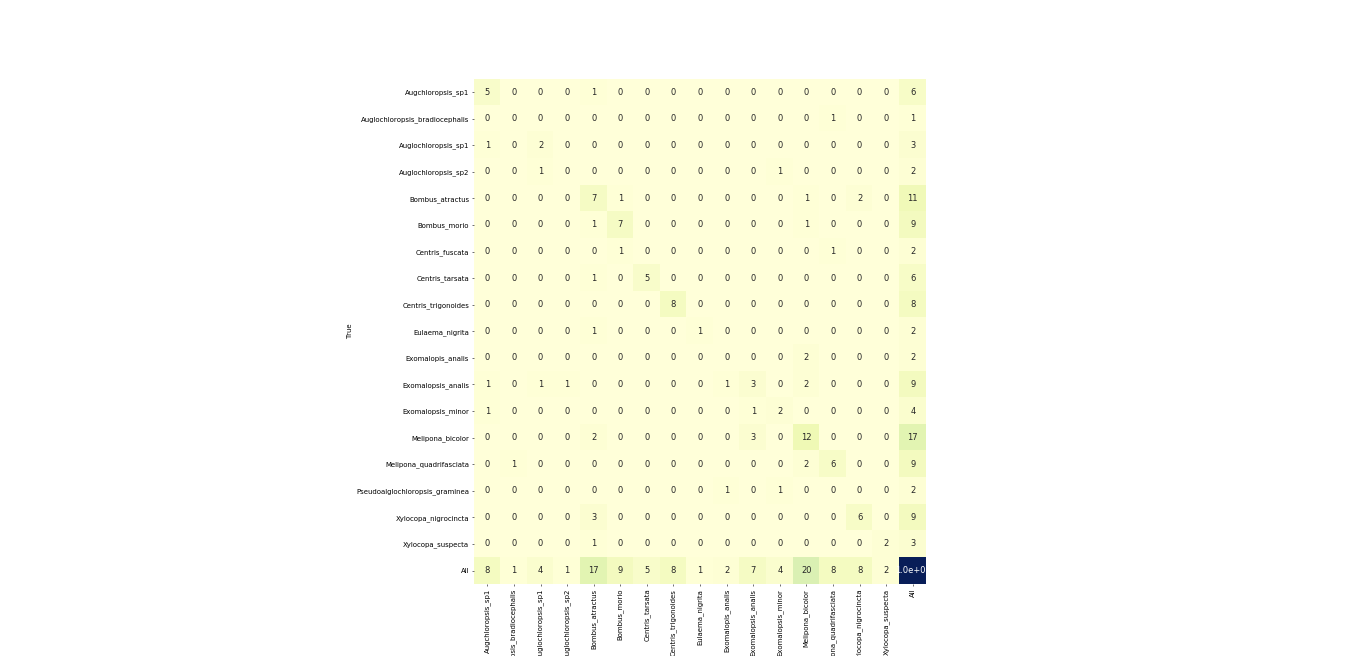 Augchloropsis_sp1 5 0 0 0 1 0 0 0 0 0 0 0 0 0 0 0 6
Auglochloropsis_bradiocephalis 0 0 0 0 0 0 0 0 0 0 0 0 0 1 0 0 1
Auglochloropsis_sp1 1 0 2 0 0 0 0 0 0 0 0 0 0 0 0 0 3
Auglochloropsis_sp2 0 0 1 0 0 0 0 0 0 0 0 1 0 0 0 0 2
Bombus_atractus 0 0 0 0 7 1 0 0 0 0 0 0 1 0 2 0 11
Bombus_morio 0 0 0 0 1 7 0 0 0 0 0 0 1 0 0 0 9
Centris_fuscata 0 0 0 0 0 1 0 0 0 0 0 0 0 1 0 0 2
Centris_tarsata 0 0 0 0 1 0 5 0 0 0 0 0 0 0 0 0 6
Centris_trigonoides 0 0 0 0 0 0 0 8 0 0 0 0 0 0 0 0 8
True
Eulaema_nigrita 0 0 0 0 1 0 0 0 1 0 0 0 0 0 0 0 2
Exomalopis_analis 0 0 0 0 0 0 0 0 0 0 0 0 2 0 0 0 2
Exomalopsis_analis 1 0 1 1 0 0 0 0 0 1 3 0 2 0 0 0 9
Exomalopsis_minor 1 0 0 0 0 0 0 0 0 0 1 2 0 0 0 0 4
Melipona_bicolor 0 0 0 0 2 0 0 0 0 0 3 0 12 0 0 0 17
Melipona_quadrifasciata 0 1 0 0 0 0 0 0 0 0 0 0 2 6 0 0 9
Pseudoalglochloropsis_graminea 0 0 0 0 0 0 0 0 0 1 0 1 0 0 0 0 2
Xylocopa_nigrocincta 0 0 0 0 3 0 0 0 0 0 0 0 0 0 6 0 9
Xylocopa_suspecta 0 0 0 0 1 0 0 0 0 0 0 0 0 0 0 2 3
All 8 1 4 1 17 9 5 8 1 2 7 4 20 8 8 2 .0e+0
Augchloropsis_sp1
psis_bradiocephalis
uglochloropsis_sp1
uglochloropsis_sp2
Bombus_atractus
Bombus_morio
Centris_tarsata
Centris_trigonoides
Eulaema_nigrita
Exomalopis_analis
Exomalopsis_analis
Exomalopsis_minor
Melipona_bicolor
ona_quadrifasciata
locopa_nigrocincta
Xylocopa_suspecta
All